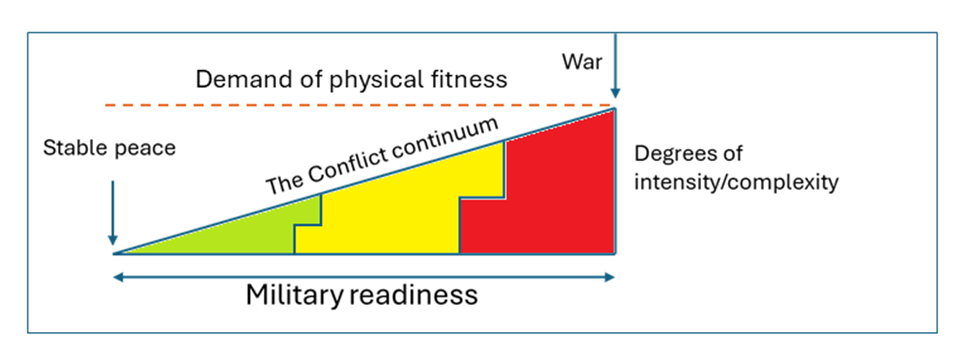 War
Demand of physical fitness
Stable peace
The Conflict continuum
Degrees of
intensity/complexity
Military readiness